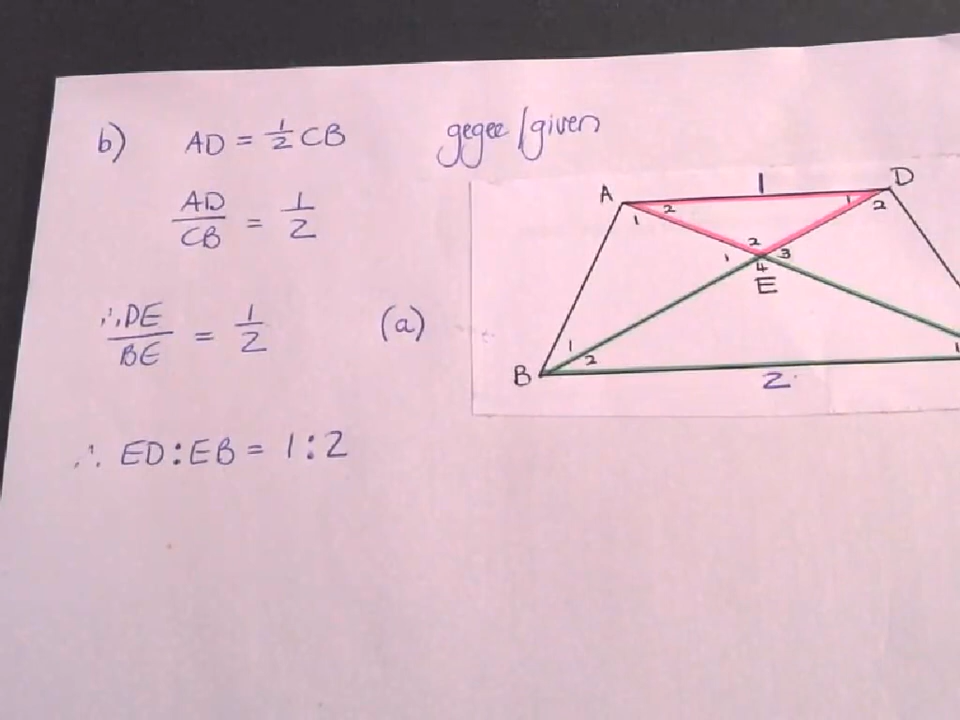 b) AD = 1/2 CB gegee/given
AD/CB = 1/2
∴ DE/BE = 1/2 (a)
∴ ED:EB = 1:2
A 1 D
1 2 1 2
2
1 3
4
E
1
2 1
B 2